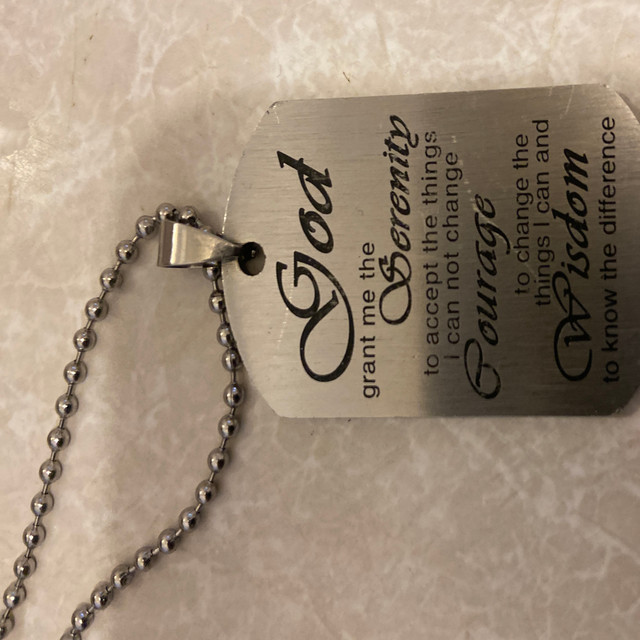 God
grant me the
Serenity
to accept the things
I can not change
Courage
to change the
things I can and
Wisdom
to know the difference